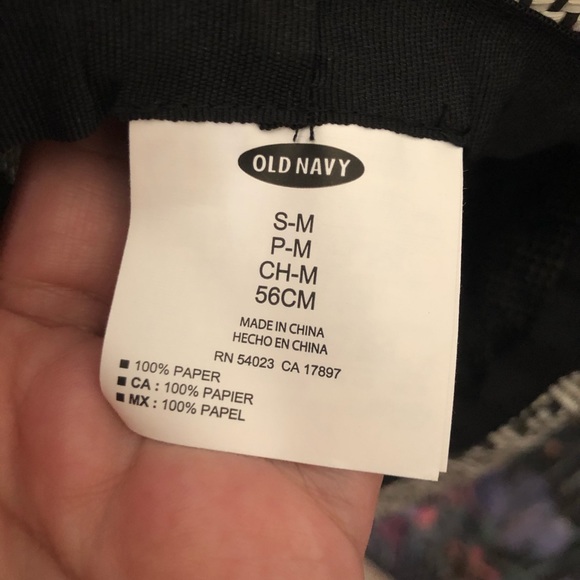 OLD NAVY
S-M
P-M
CH-M
56CM
MADE IN CHINA
HECHO EN CHINA
RN 54023 CA 17897
■ 100% PAPER
■ CA : 100% PAPIER
■ MX : 100% PAPEL